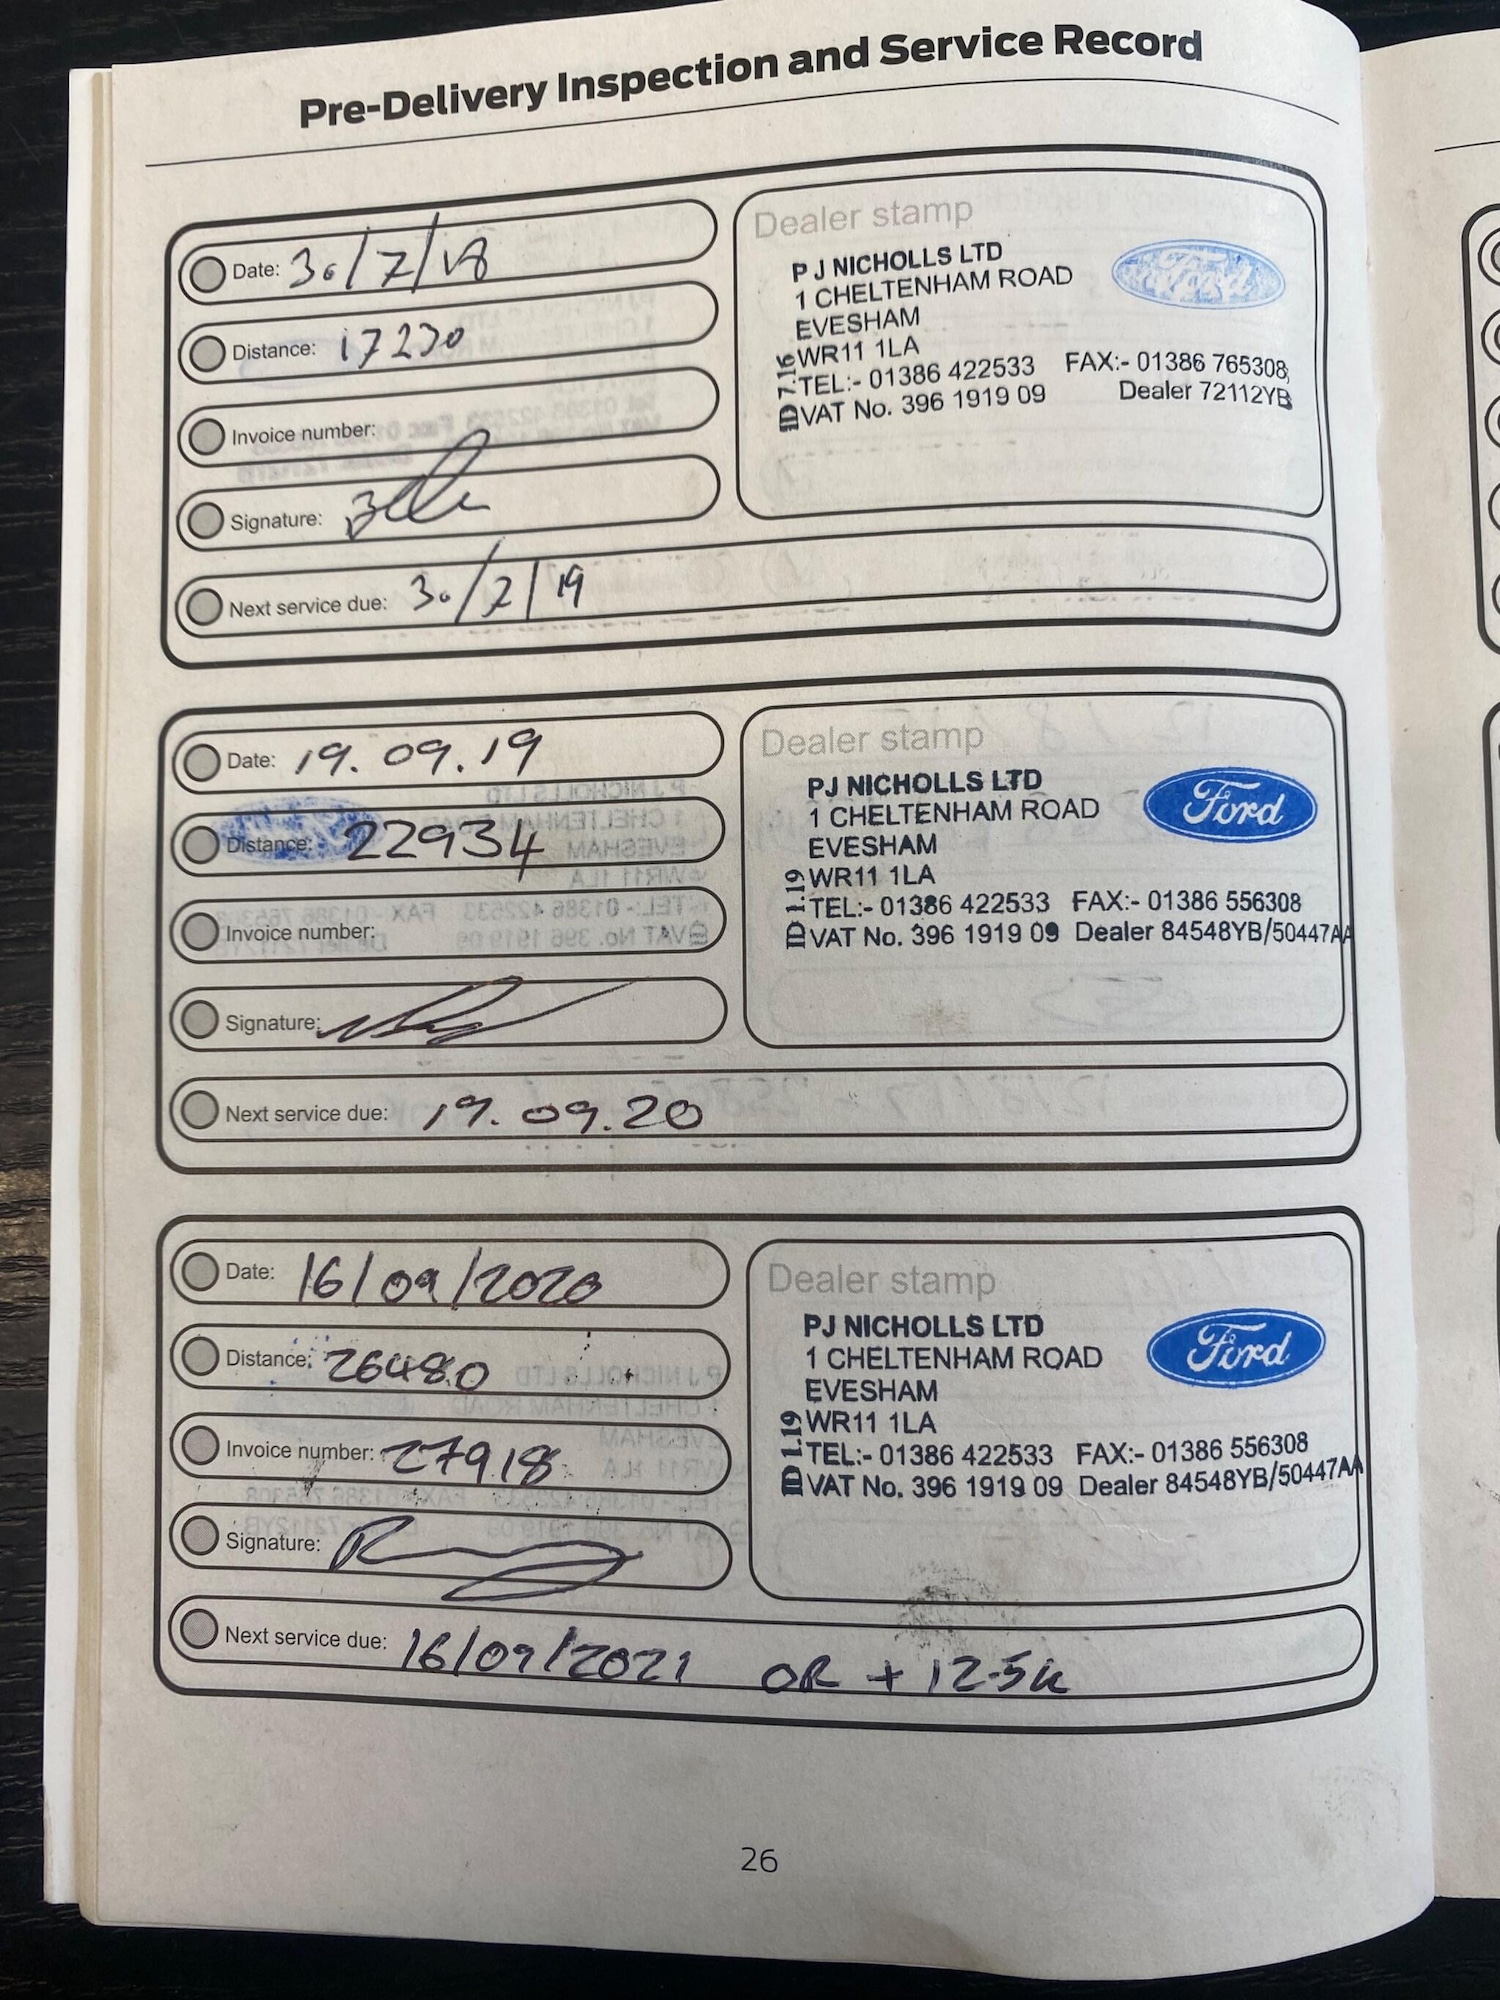 Pre-Delivery Inspection and Service Record
Date: 30/7/18
Distance: 17230
Invoice number:
Signature:
Next service due: 30/7/19
Dealer stamp
P J NICHOLLS LTD
1 CHELTENHAM ROAD
EVESHAM
WR11 1LA
TEL:- 01386 422533 FAX:- 01386 765308
VAT No. 396 1919 09 Dealer 72112YB
ID 7.16
Ford
Date: 19.09.19
Distance: 22934
Invoice number:
Signature:
Next service due: 19.09.20
Dealer stamp
PJ NICHOLLS LTD
1 CHELTENHAM ROAD
EVESHAM
WR11 1LA
TEL:- 01386 422533 FAX:- 01386 556308
VAT No. 396 1919 09 Dealer 84548YB/50447AA
ID 1.19
Ford
Date: 16/09/2020
Distance: 26480
Invoice number: 27918
Signature:
Next service due: 16/09/2021 OR + 12.5K
Dealer stamp
PJ NICHOLLS LTD
1 CHELTENHAM ROAD
EVESHAM
WR11 1LA
TEL:- 01386 422533 FAX:- 01386 556308
VAT No. 396 1919 09 Dealer 84548YB/50447AA
ID 1.19
Ford
26